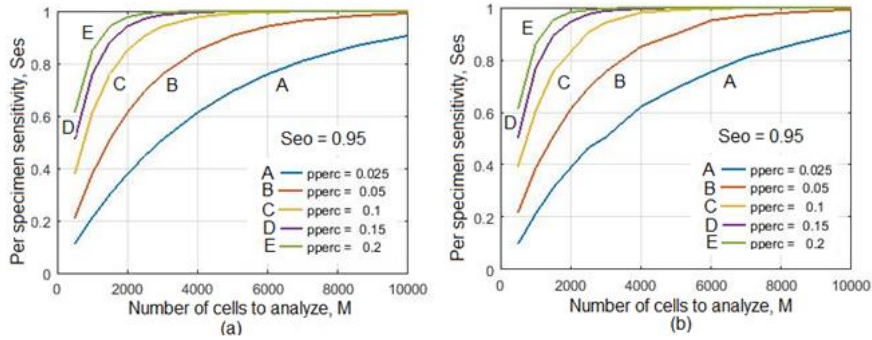 1
0.8
0.6
0.4
0.2
0
Per specimen sensitivity, Ses
E
C
B
A
D
Seo = 0.95
A pperc = 0.025
B pperc = 0.05
C pperc = 0.1
D pperc = 0.15
E pperc = 0.2
0 2000 4000 6000 8000 10000
Number of cells to analyze, M
(a)
1
0.8
0.6
0.4
0.2
0
Per specimen sensitivity, Ses
E
C
B
A
D
Seo = 0.95
A pperc = 0.025
B pperc = 0.05
C pperc = 0.1
D pperc = 0.15
E pperc = 0.2
0 2000 4000 6000 8000 10000
Number of cells to analyze, M
(b)